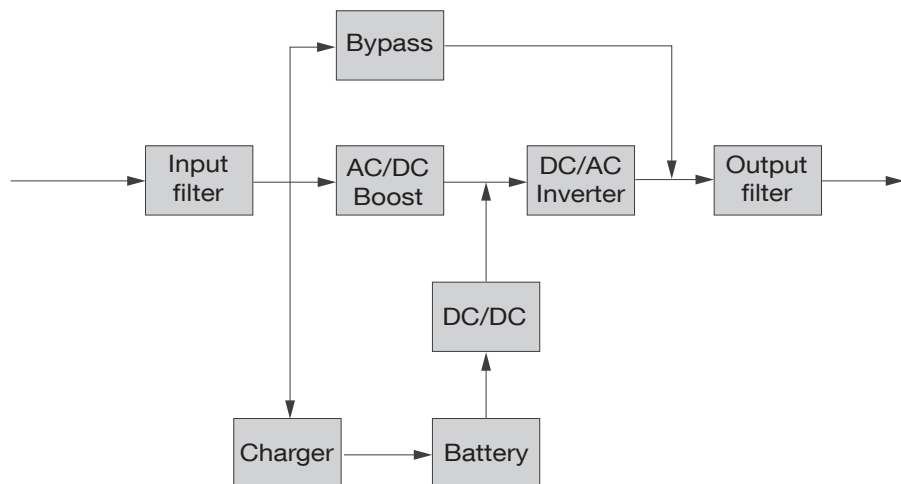 Bypass
Input
filter
AC/DC
Boost
DC/AC
Inverter
Output
filter
DC/DC
Charger
Battery